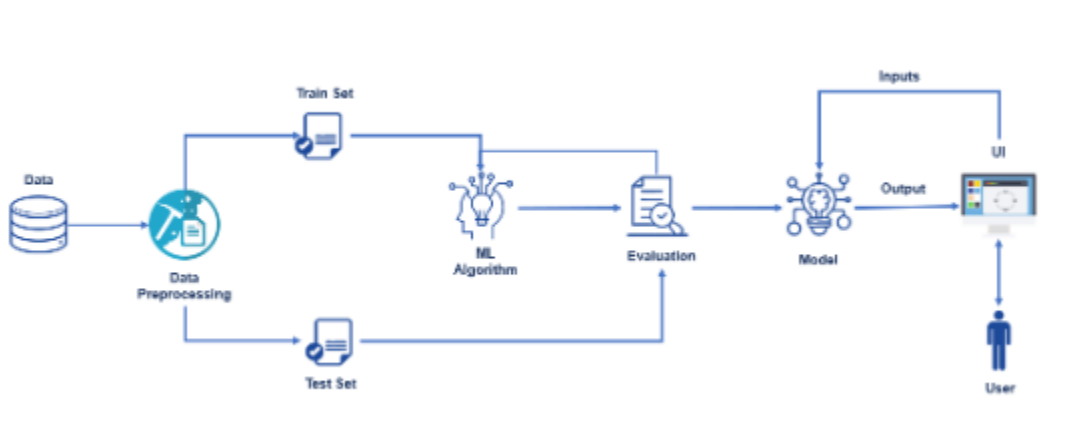 Inputs
Train Set
UI
Data
Output
ML
Algorithm
Evaluation
Model
Data
Preprocessing
Test Set
User